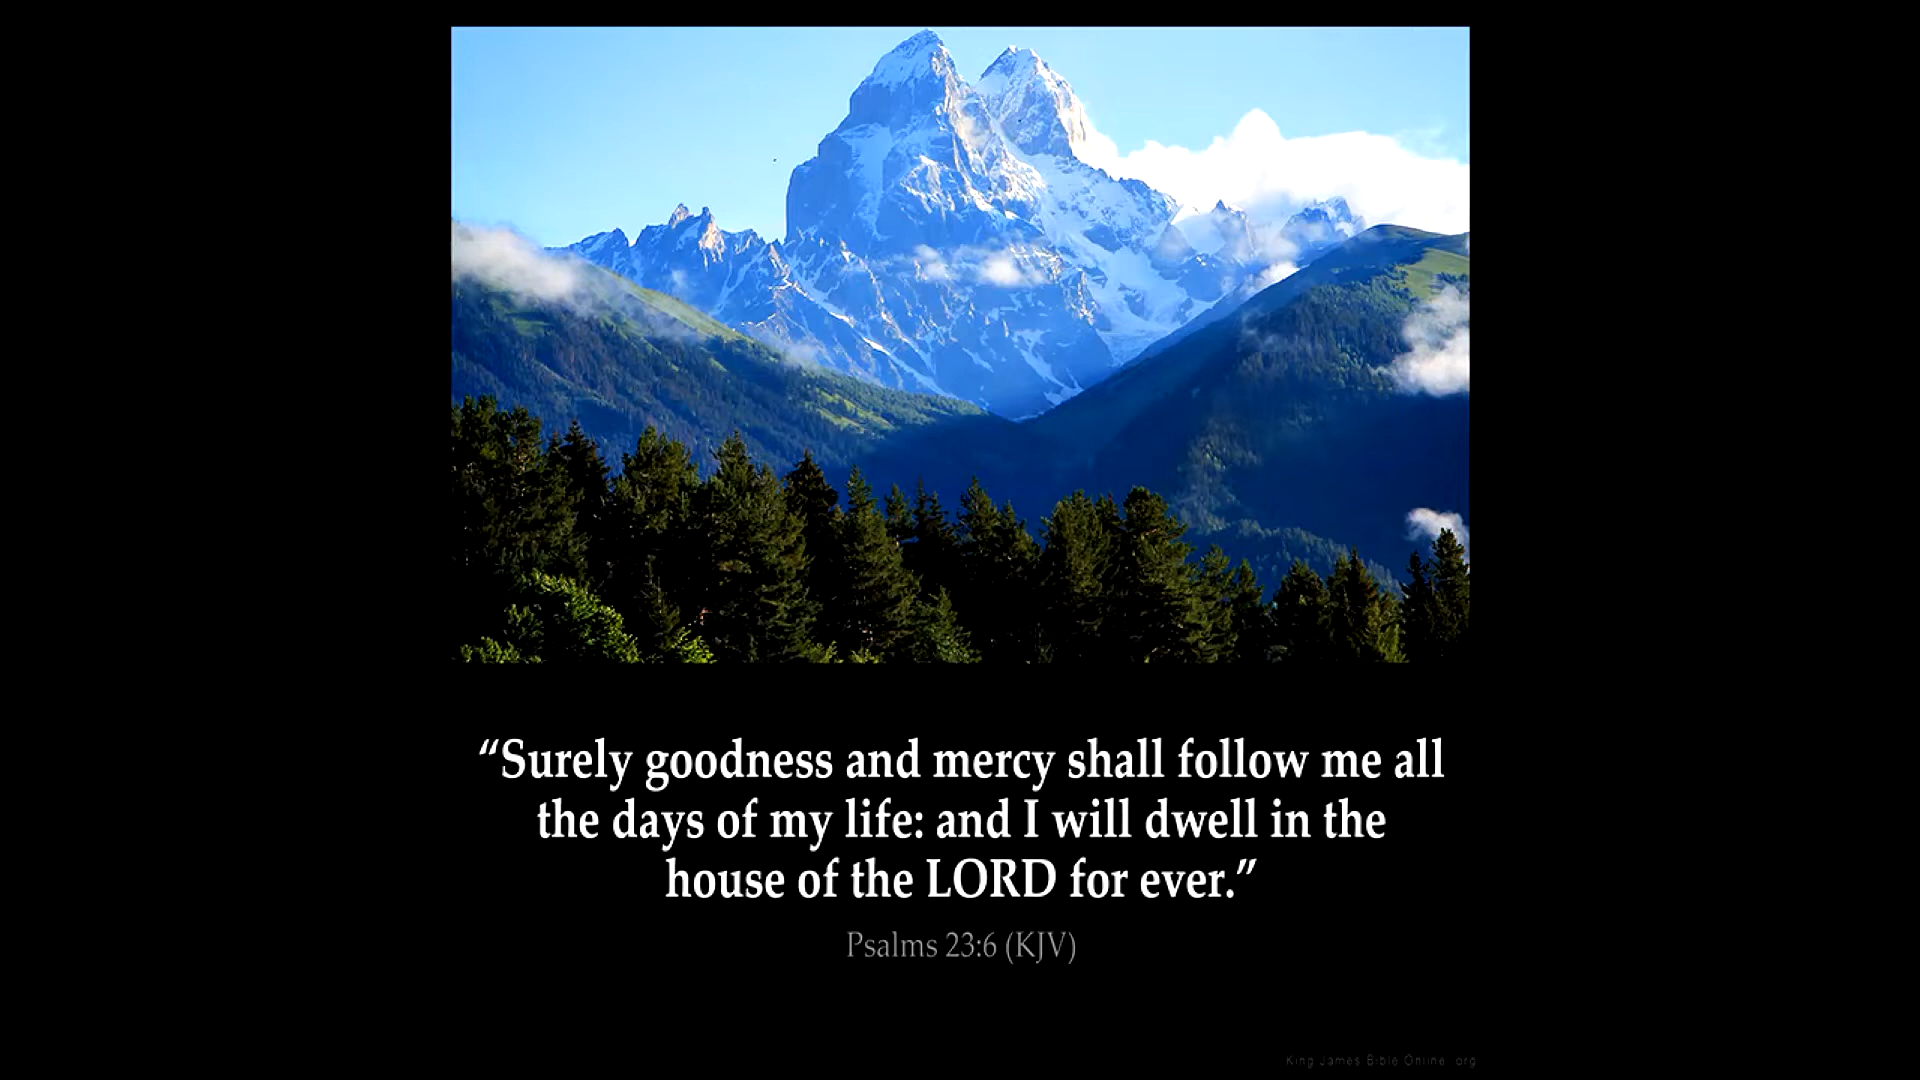 “Surely goodness and mercy shall follow me all
the days of my life: and I will dwell in the
house of the LORD for ever.”
Psalms 23:6 (KJV)
King James Bible Online .org